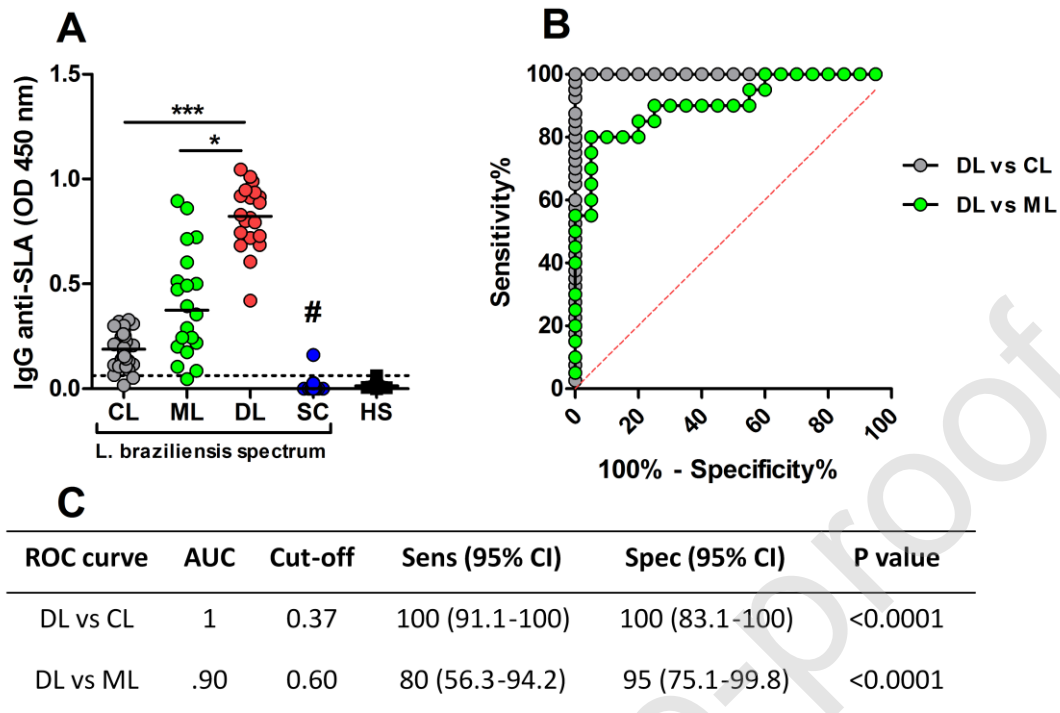 A
IgG anti-SLA (OD 450 nm)
1.5
1.0
0.5
0.0
***
*
#
CL ML DL SC HS
L. braziliensis spectrum
B
Sensitivity%
100
80
60
40
20
0
0 20 40 60 80 100
100% - Specificity%
DL vs CL
DL vs ML
C
ROC curve AUC Cut-off Sens (95% CI) Spec (95% CI) P value
DL vs CL 1 0.37 100 (91.1-100) 100 (83.1-100) <0.0001
DL vs ML .90 0.60 80 (56.3-94.2) 95 (75.1-99.8) <0.0001
-proof